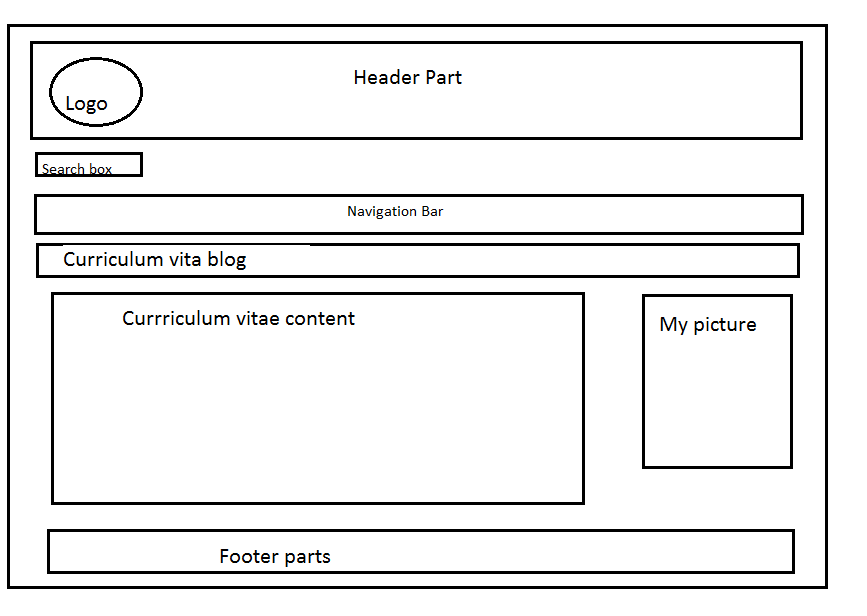 Header Part
Logo
Search box
Navigation Bar
Curriculum vita blog
Currriculum vitae content
My picture
Footer parts